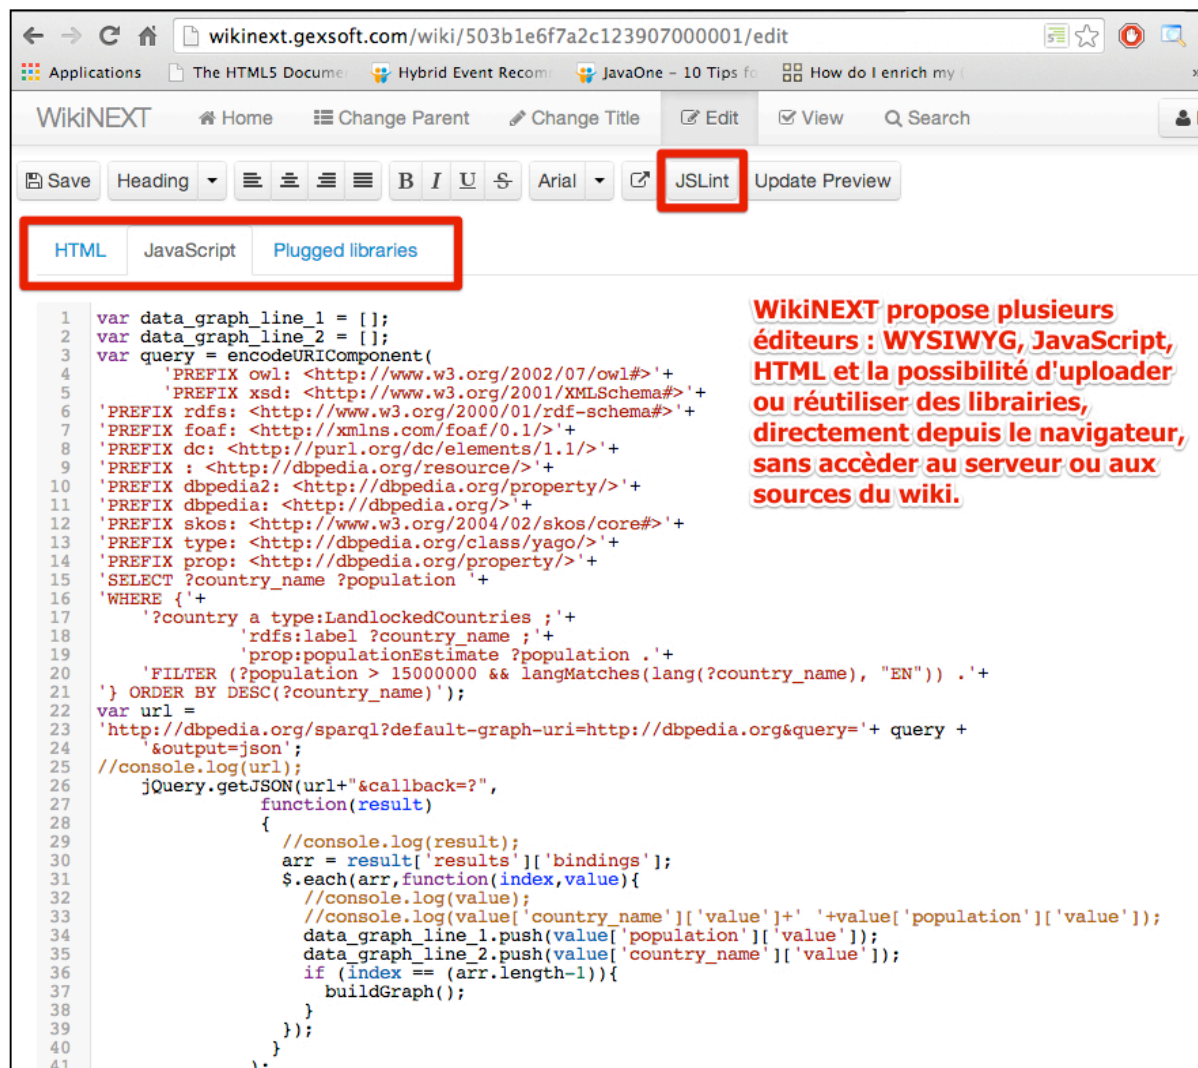 wikinext.gexsoft.com/wiki/503b1e6f7a2c123907000001/edit
Applications The HTML5 Docume Hybrid Event Recom JavaOne – 10 Tips fo How do I enrich my
WikiNEXT Home Change Parent Change Title Edit View Search
Save Heading B I U S Arial JSLint Update Preview
HTML JavaScript Plugged libraries
WikiNEXT propose plusieurs
éditeurs : WYSIWYG, JavaScript,
HTML et la possibilité d'uploader
ou réutiliser des librairies,
directement depuis le navigateur,
sans accèder au serveur ou aux
sources du wiki.
1 var data_graph_line_1 = [];
2 var data_graph_line_2 = [];
3 var query = encodeURIComponent(
4 'PREFIX owl: <http://www.w3.org/2002/07/owl#>'+
5 'PREFIX xsd: <http://www.w3.org/2001/XMLSchema#>'+
6 'PREFIX rdfs: <http://www.w3.org/2000/01/rdf-schema#>'+
7 'PREFIX foaf: <http://xmlns.com/foaf/0.1/>'+
8 'PREFIX dc: <http://purl.org/dc/elements/1.1/>'+
9 'PREFIX : <http://dbpedia.org/resource/>'+
10 'PREFIX dbpedia2: <http://dbpedia.org/property/>'+
11 'PREFIX dbpedia: <http://dbpedia.org/>'+
12 'PREFIX skos: <http://www.w3.org/2004/02/skos/core#>'+
13 'PREFIX type: <http://dbpedia.org/class/yago/>'+
14 'PREFIX prop: <http://dbpedia.org/property/>'+
15 'SELECT ?country_name ?population '+
16 'WHERE {'+
17 '?country a type:LandlockedCountries ;'+
18 'rdfs:label ?country_name ;'+
19 'prop:populationEstimate ?population .'+
20 'FILTER (?population > 15000000 && langMatches(lang(?country_name), "EN")) .'+
21 '} ORDER BY DESC(?country_name)');
22 var url =
23 'http://dbpedia.org/sparql?default-graph-uri=http://dbpedia.org&query='+ query +
24 '&output=json';
25 //console.log(url);
26 jQuery.getJSON(url+"&callback=?",
27 function(result)
28 {
29 //console.log(result);
30 arr = result['results']['bindings'];
31 $.each(arr,function(index,value){
32 //console.log(value);
33 //console.log(value['country_name']['value']+' '+value['population']['value']);
34 data_graph_line_1.push(value['population']['value']);
35 data_graph_line_2.push(value['country_name']['value']);
36 if (index == (arr.length-1)){
37 buildGraph();
38 }
39 });
40 }
41 );